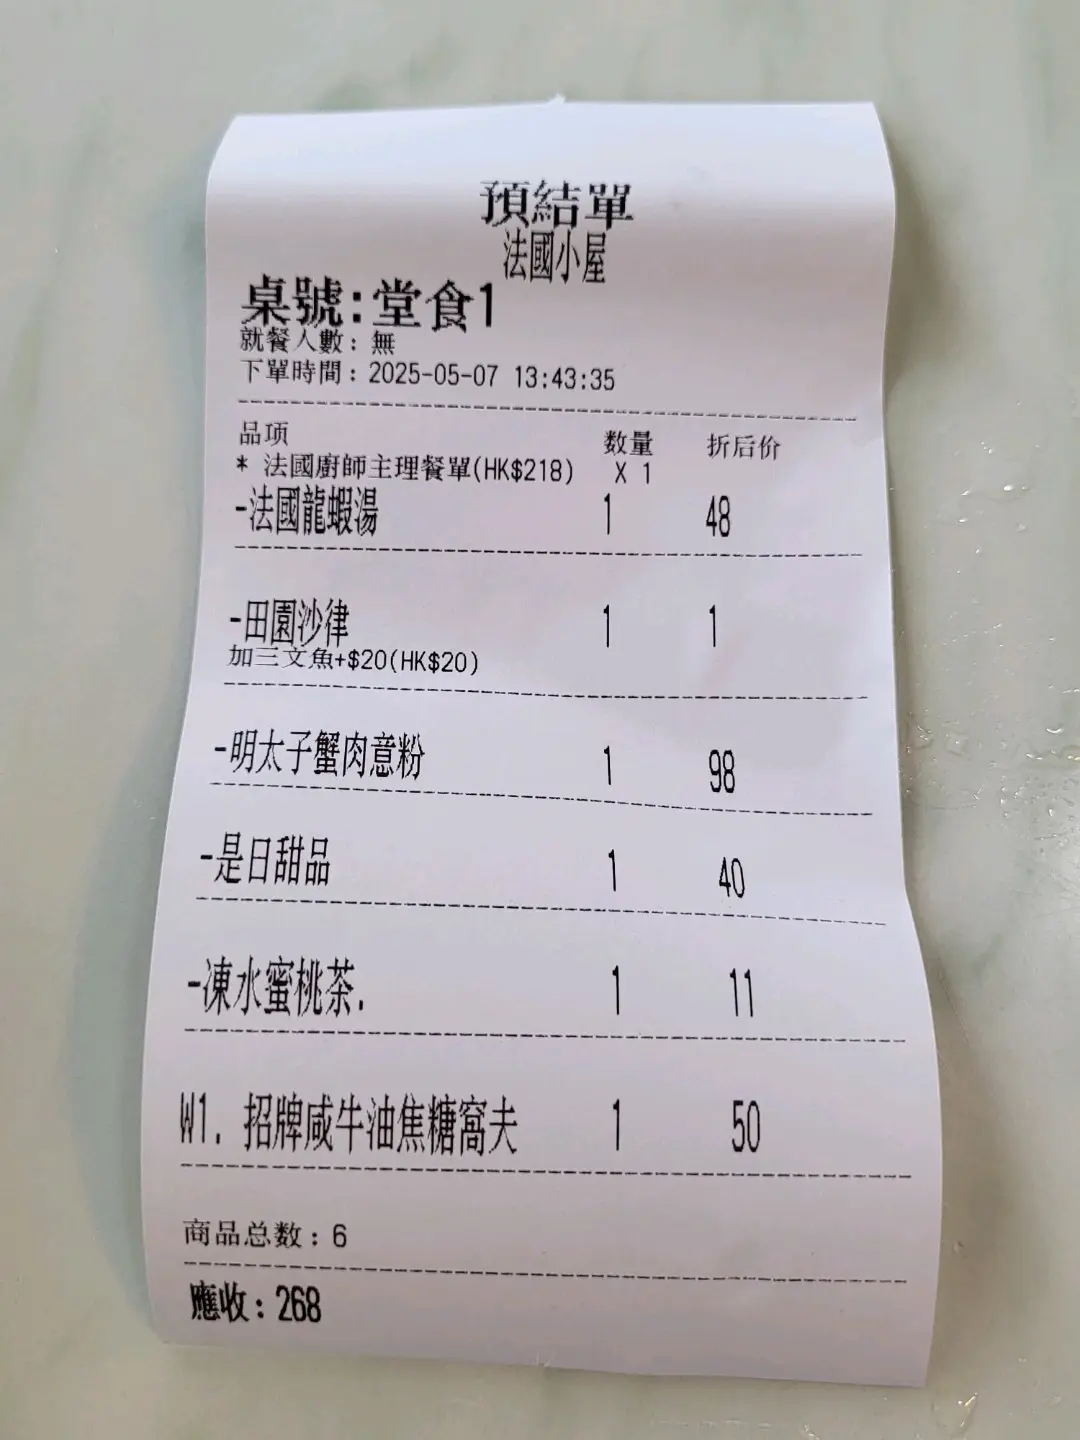 預結單
法國小屋
桌號:堂食1
就餐人數: 無
下單時間: 2025-05-07 13:43:35
品项 数量 折后价
* 法國廚師主理餐單(HK$218) X 1
-法國龍蝦湯 1 48
-田園沙律 1 1
加三文魚+$20(HK$20)
-明太子蟹肉意粉 1 98
-是日甜品 1 40
-凍水蜜桃茶. 1 11
W1. 招牌咸牛油焦糖窩夫 1 50
商品总数: 6
應收: 268